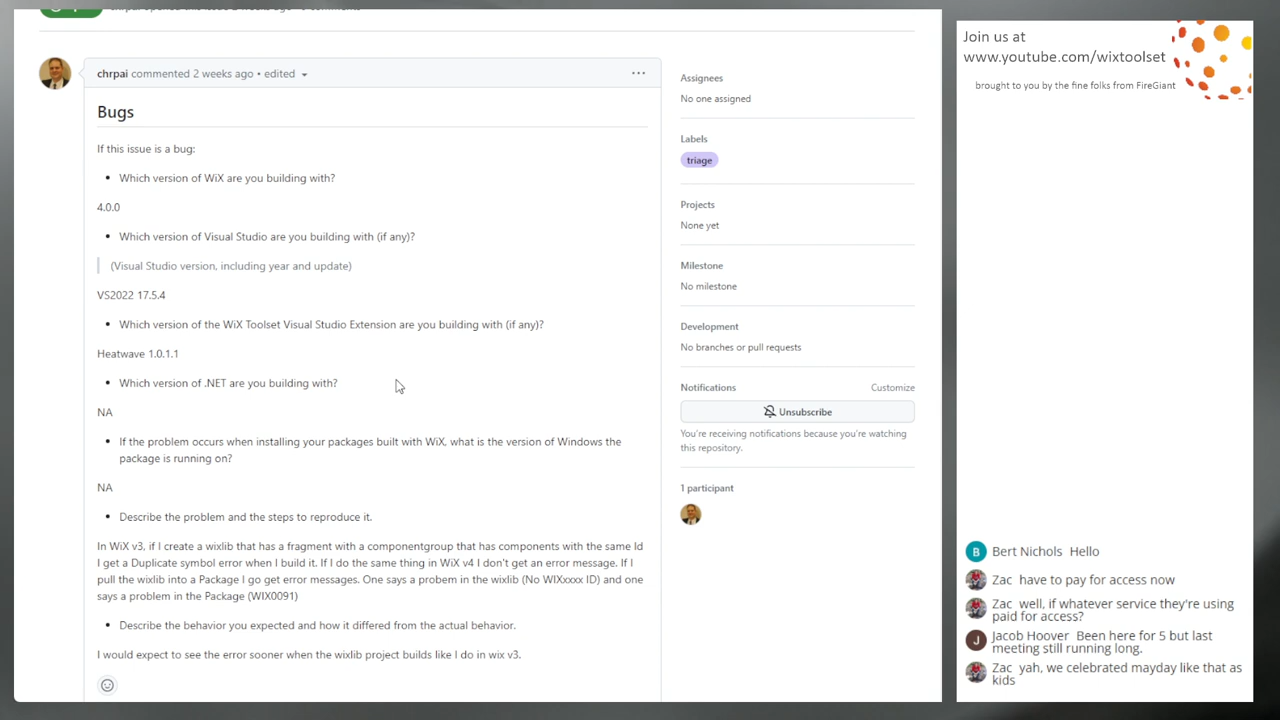 chrpai commented 2 weeks ago • edited
Bugs
If this issue is a bug:
• Which version of WiX are you building with?
4.0.0
• Which version of Visual Studio are you building with (if any)?
(Visual Studio version, including year and update)
VS2022 17.5.4
• Which version of the WiX Toolset Visual Studio Extension are you building with (if any)?
Heatwave 1.0.1.1
• Which version of .NET are you building with?
NA
• If the problem occurs when installing your packages built with WiX, what is the version of Windows the
package is running on?
NA
• Describe the problem and the steps to reproduce it.
In WiX v3, if I create a wixlib that has a fragment with a componentgroup that has components with the same Id
I get a Duplicate symbol error when I build it. If I do the same thing in WiX v4 I don't get an error message. If I
pull the wixlib into a Package I go get error messages. One says a probem in the wixlib (No WIXxxxx ID) and one
says a problem in the Package (WIX0091)
• Describe the behavior you expected and how it differed from the actual behavior.
I would expect to see the error sooner when the wixlib project builds like I do in wix v3.
Assignees
No one assigned
Labels
triage
Projects
None yet
Milestone
No milestone
Development
No branches or pull requests
Notifications Customize
Unsubscribe
You're receiving notifications because you're watching
this repository.
1 participant
Join us at
www.youtube.com/wixtoolset
brought to you by the fine folks from FireGiant
B Bert Nichols Hello
Zac have to pay for access now
Zac well, if whatever service they're using
paid for access?
J Jacob Hoover Been here for 5 but last
meeting still running long.
Zac yah, we celebrated mayday like that as
kids